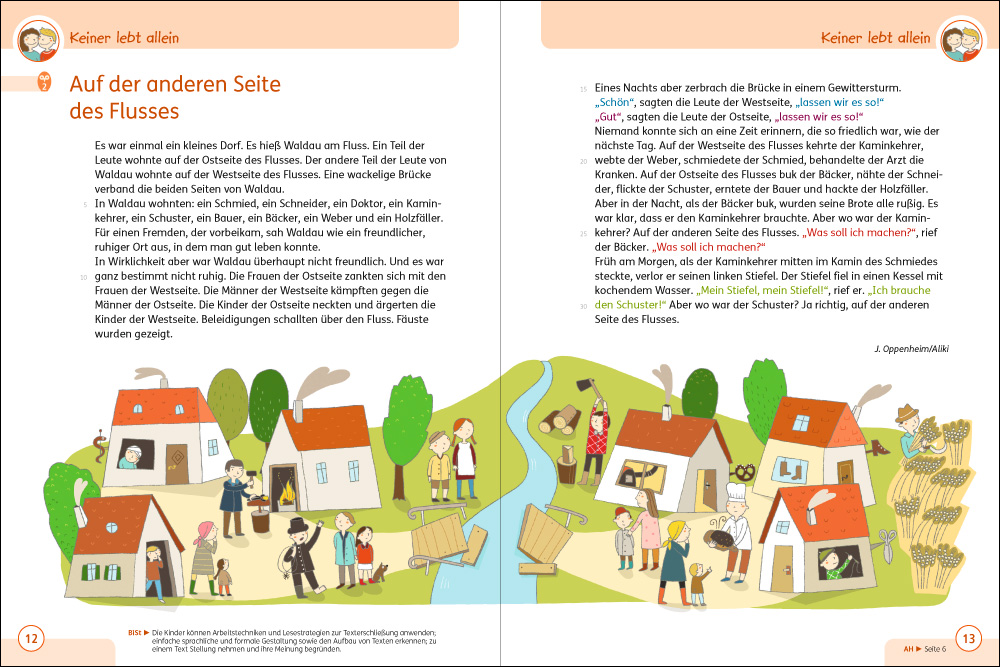 Keiner lebt allein
2
Auf der anderen Seite
des Flusses
Es war einmal ein kleines Dorf. Es hieß Waldau am Fluss. Ein Teil der
Leute wohnte auf der Ostseite des Flusses. Der andere Teil der Leute von
Waldau wohnte auf der Westseite des Flusses. Eine wackelige Brücke
verband die beiden Seiten von Waldau.
5 In Waldau wohnten: ein Schmied, ein Schneider, ein Doktor, ein Kamin-
kehrer, ein Schuster, ein Bauer, ein Bäcker, ein Weber und ein Holzfäller.
Für einen Fremden, der vorbeikam, sah Waldau wie ein freundlicher,
ruhiger Ort aus, in dem man gut leben konnte.
In Wirklichkeit aber war Waldau überhaupt nicht freundlich. Und es war
10 ganz bestimmt nicht ruhig. Die Frauen der Ostseite zankten sich mit den
Frauen der Westseite. Die Männer der Westseite kämpften gegen die
Männer der Ostseite. Die Kinder der Ostseite neckten und ärgerten die
Kinder der Westseite. Beleidigungen schallten über den Fluss. Fäuste
wurden gezeigt.
12
BiSt ► Die Kinder können Arbeitstechniken und Lesestrategien zur Texterschließung anwenden;
einfache sprachliche und formale Gestaltung sowie den Aufbau von Texten erkennen; zu
einem Text Stellung nehmen und ihre Meinung begründen.
Keiner lebt allein
15 Eines Nachts aber zerbrach die Brücke in einem Gewittersturm.
„Schön“, sagten die Leute der Westseite, „lassen wir es so!“
„Gut“, sagten die Leute der Ostseite, „lassen wir es so!“
Niemand konnte sich an eine Zeit erinnern, die so friedlich war, wie der
nächste Tag. Auf der Westseite des Flusses kehrte der Kaminkehrer,
20 webte der Weber, schmiedete der Schmied, behandelte der Arzt die
Kranken. Auf der Ostseite des Flusses buk der Bäcker, nähte der Schnei-
der, flickte der Schuster, erntete der Bauer und hackte der Holzfäller.
Aber in der Nacht, als der Bäcker buk, wurden seine Brote alle rußig. Es
war klar, dass er den Kaminkehrer brauchte. Aber wo war der Kamin-
25 kehrer? Auf der anderen Seite des Flusses. „Was soll ich machen?“, rief
der Bäcker. „Was soll ich machen?“
Früh am Morgen, als der Kaminkehrer mitten im Kamin des Schmiedes
steckte, verlor er seinen linken Stiefel. Der Stiefel fiel in einen Kessel mit
kochendem Wasser. „Mein Stiefel, mein Stiefel!“, rief er. „Ich brauche
30 den Schuster!“ Aber wo war der Schuster? Ja richtig, auf der anderen
Seite des Flusses.
J. Oppenheim/Aliki
AH ► Seite 6
13